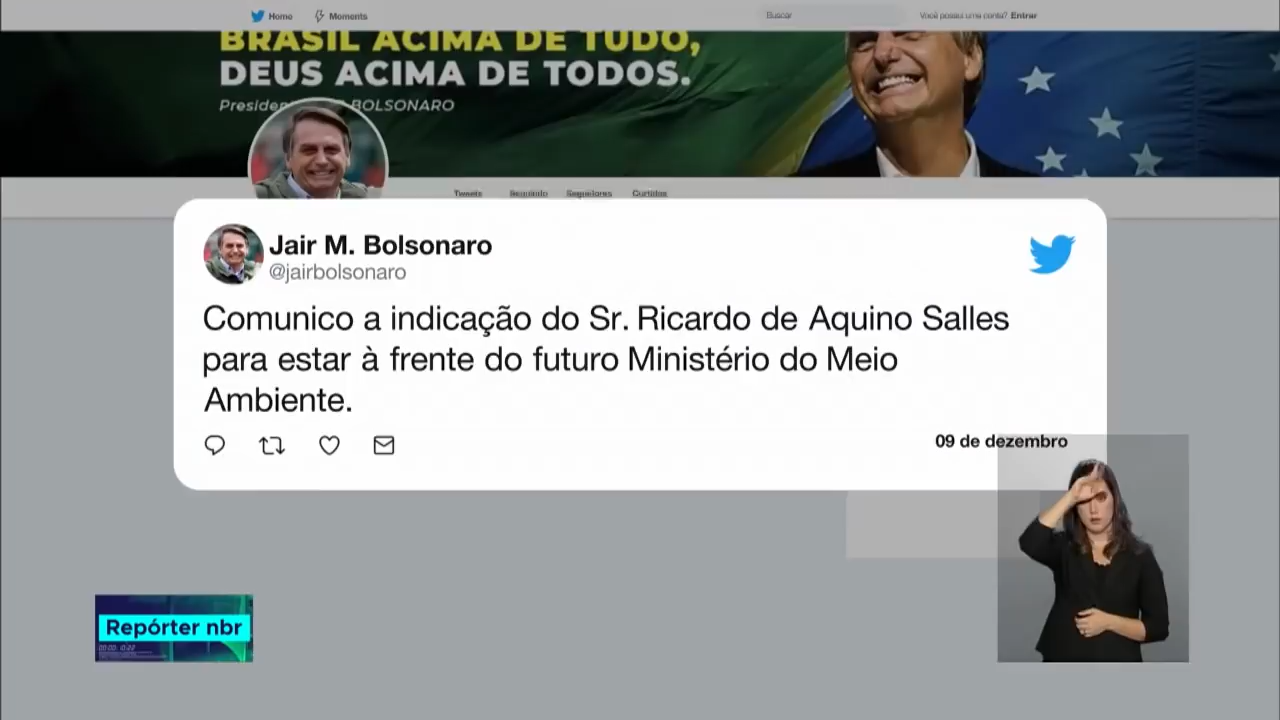 Home Moments Buscar Você possui uma conta? Entrar
BRASIL ACIMA DE TUDO,
DEUS ACIMA DE TODOS.
BOLSONARO
Tweets Seguindo Seguidores Curtidas
Jair M. Bolsonaro
@jairbolsonaro
Comunico a indicação do Sr. Ricardo de Aquino Salles
para estar à frente do futuro Ministério do Meio
Ambiente.
09 de dezembro
Repórter nbr